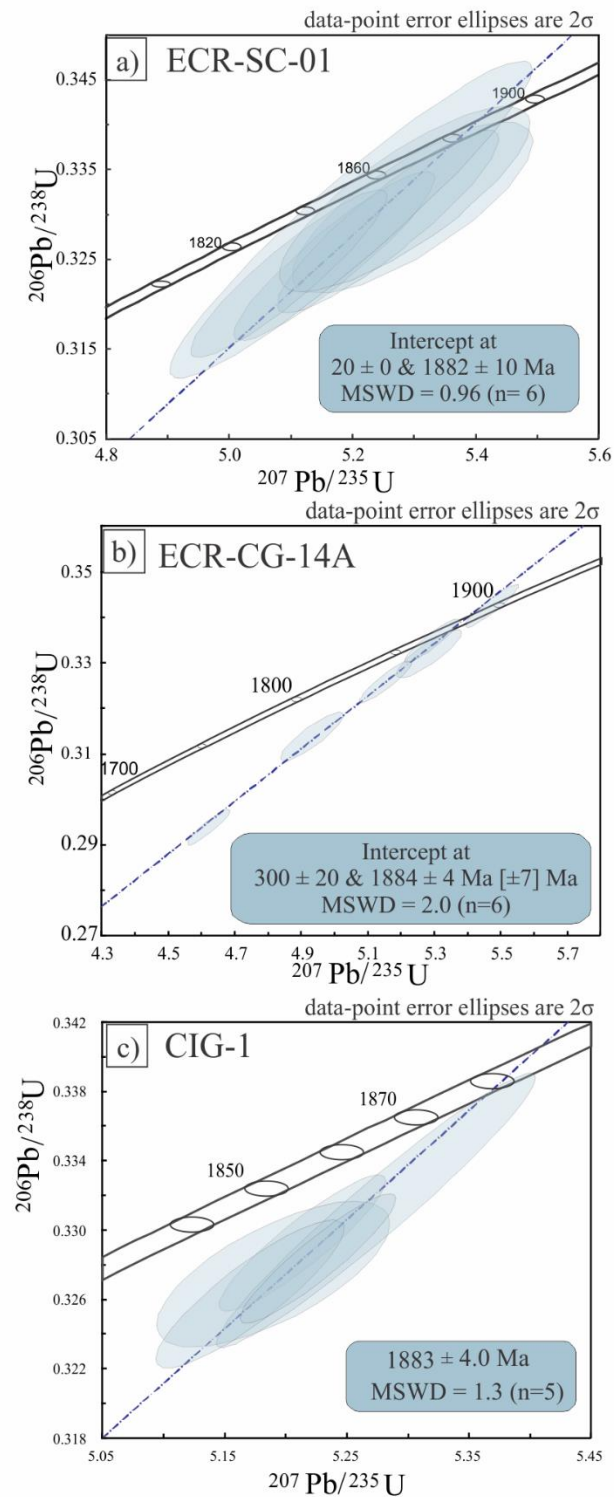 data-point error ellipses are 2σ
a) ECR-SC-01
0.345
0.335
0.325
0.315
0.305
206Pb/238U
1820
1860
1900
Intercept at
20 ± 0 & 1882 ± 10 Ma
MSWD = 0.96 (n= 6)
4.8 5.0 5.2 5.4 5.6
207 Pb/235 U
data-point error ellipses are 2σ
b) ECR-CG-14A
0.35
0.33
0.31
0.29
0.27
206Pb/238U
1700
1800
1900
Intercept at
300 ± 20 & 1884 ± 4 Ma [±7] Ma
MSWD = 2.0 (n=6)
4.3 4.5 4.7 4.9 5.1 5.3 5.5 5.7
207 Pb/235 U
data-point error ellipses are 2σ
c) CIG-1
0.342
0.338
0.334
0.330
0.326
0.322
0.318
206Pb/238U
1850
1870
1883 ± 4.0 Ma
MSWD = 1.3 (n=5)
5.05 5.15 5.25 5.35 5.45
207 Pb/235 U